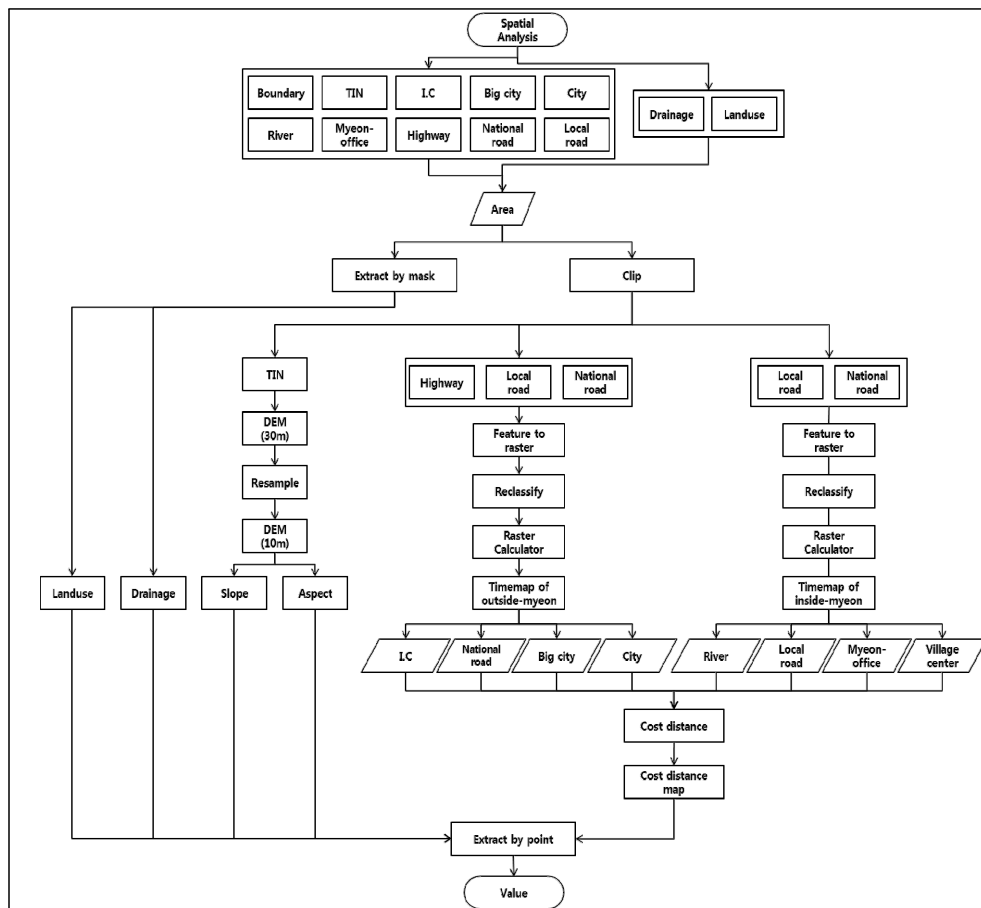 Spatial
Analysis
Boundary
TIN
I.C
Big city
City
River
Myeon-
office
Highway
National
road
Local
road
Drainage
Landuse
Area
Extract by mask
Clip
TIN
DEM
(30m)
Resample
DEM
(10m)
Landuse
Drainage
Slope
Aspect
Highway
Local
road
National
road
Feature to
raster
Reclassify
Raster
Calculator
Timemap of
outside-myeon
I.C
National
road
Big city
City
Local
road
National
road
Feature to
raster
Reclassify
Raster
Calculator
Timemap of
inside-myeon
River
Local
road
Myeon-
office
Village
center
Cost distance
Cost distance
map
Extract by point
Value